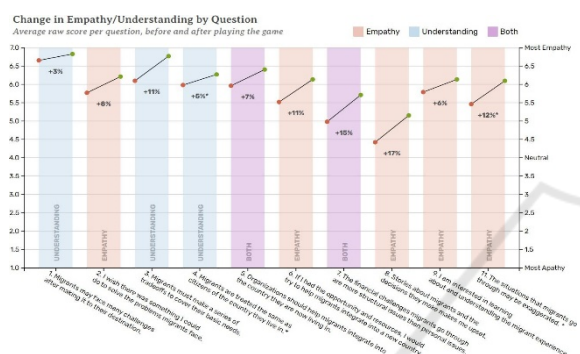 Change in Empathy/Understanding by Question
Average raw score per question, before and after playing the game
Empathy
Understanding
Both
7.0
6.5
6.0
5.5
5.0
4.5
4.0
3.5
3.0
2.5
2.0
1.5
1.0
Most Empathy
6.5
6
5.5
5
4.5
Neutral
3.5
3
2.5
2
1.5
Most Apathy
+3%
+8%
+11%
+5%*
+7%
+11%
+15%
+17%
+6%
+12%*
UNDERSTANDING
EMPATHY
UNDERSTANDING
UNDERSTANDING
BOTH
EMPATHY
BOTH
EMPATHY
EMPATHY
EMPATHY
1. Migrants may face many challenges
after making it to their destination.
2. I wish there was something I could
do to solve the problems migrants face.
3. Migrants must make a series of
tradeoffs to cover their basic needs.
4. Migrants are treated the same as
citizens of the country they live in.*
5. Organizations should help migrants integrate into
the country they are now living in.
6. If I had the opportunity and resources, I would
try to help migrants integrate into a new country.
7. The financial challenges migrants go through
are more structural defects than personal failures.
8. Stories about migrants and the
decisions they make move me upset.
9. I am interested in learning
about and understanding the migrant experience.
11. The situations that migrants go
through may be exaggerated.*